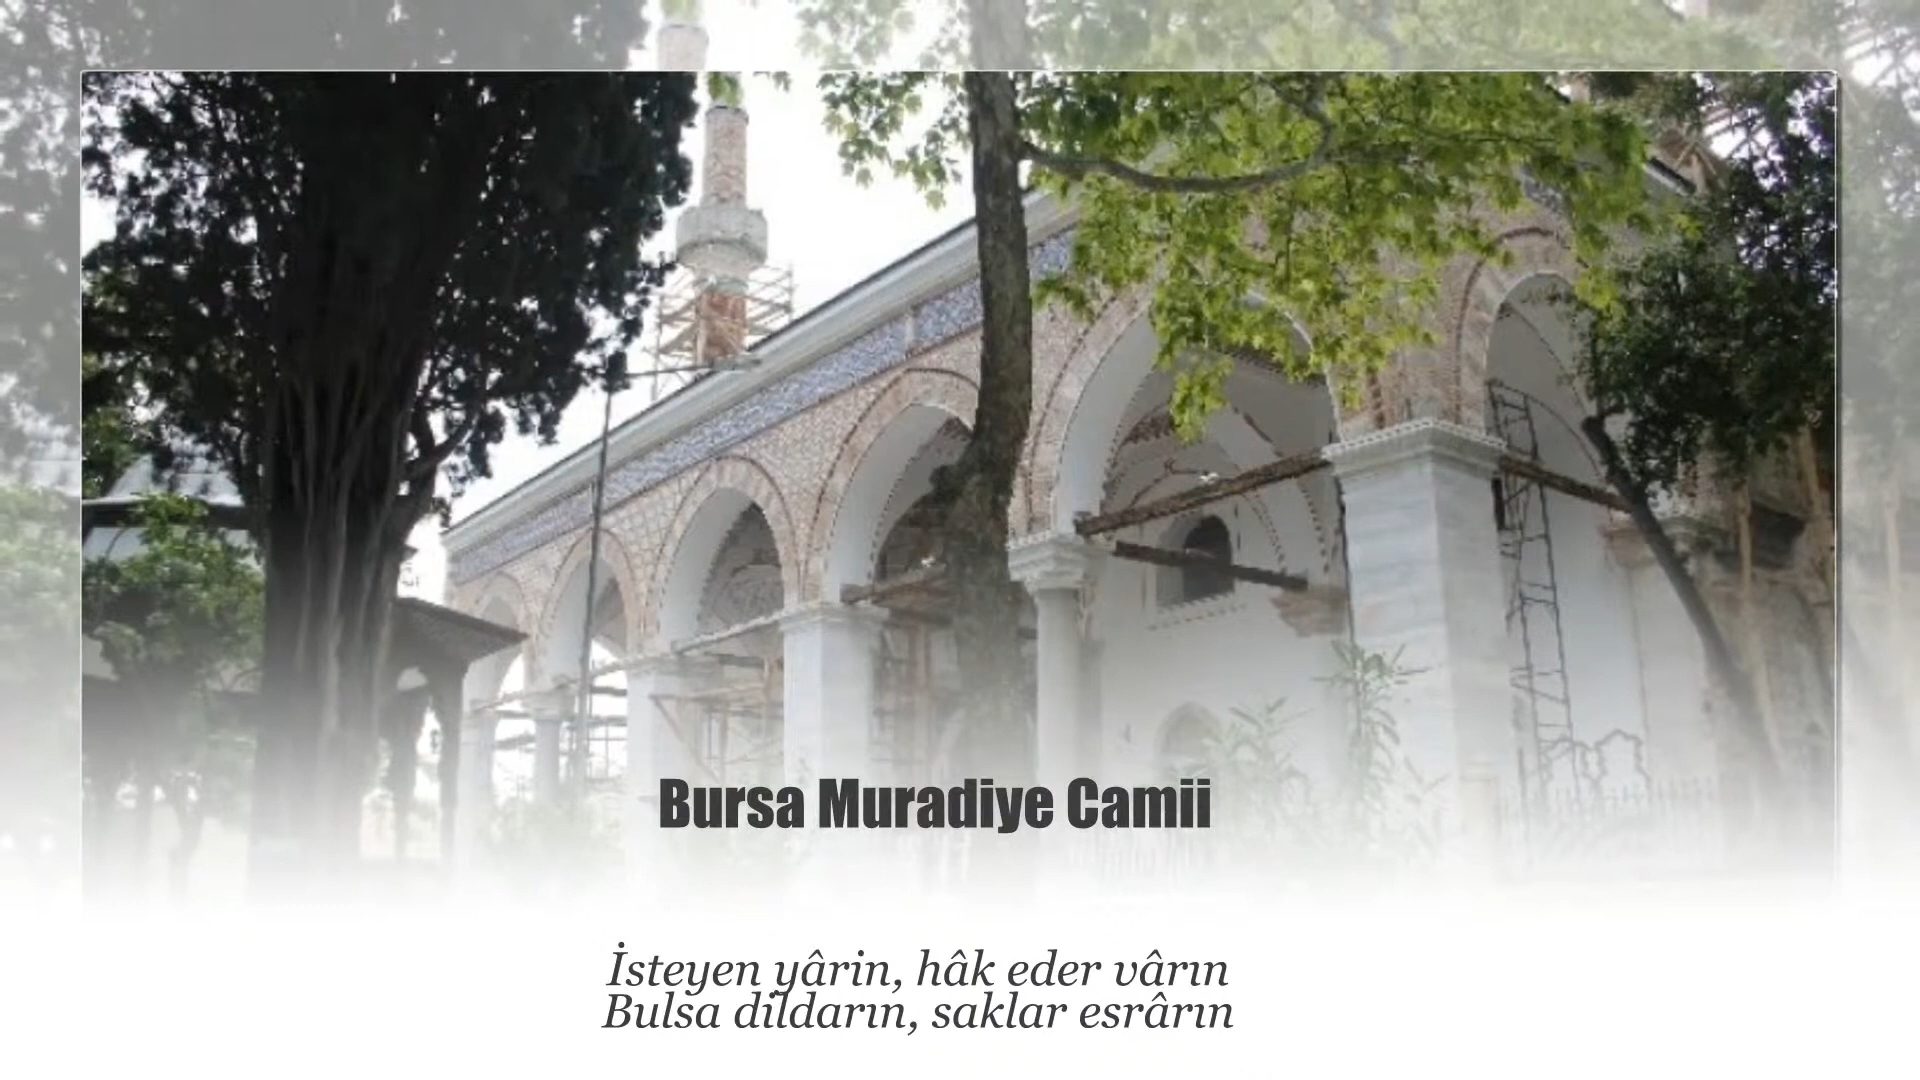 Bursa Muradiye Camii
İsteyen yârin, hâk eder vârın
Bulsa dildarın, saklar esrârın